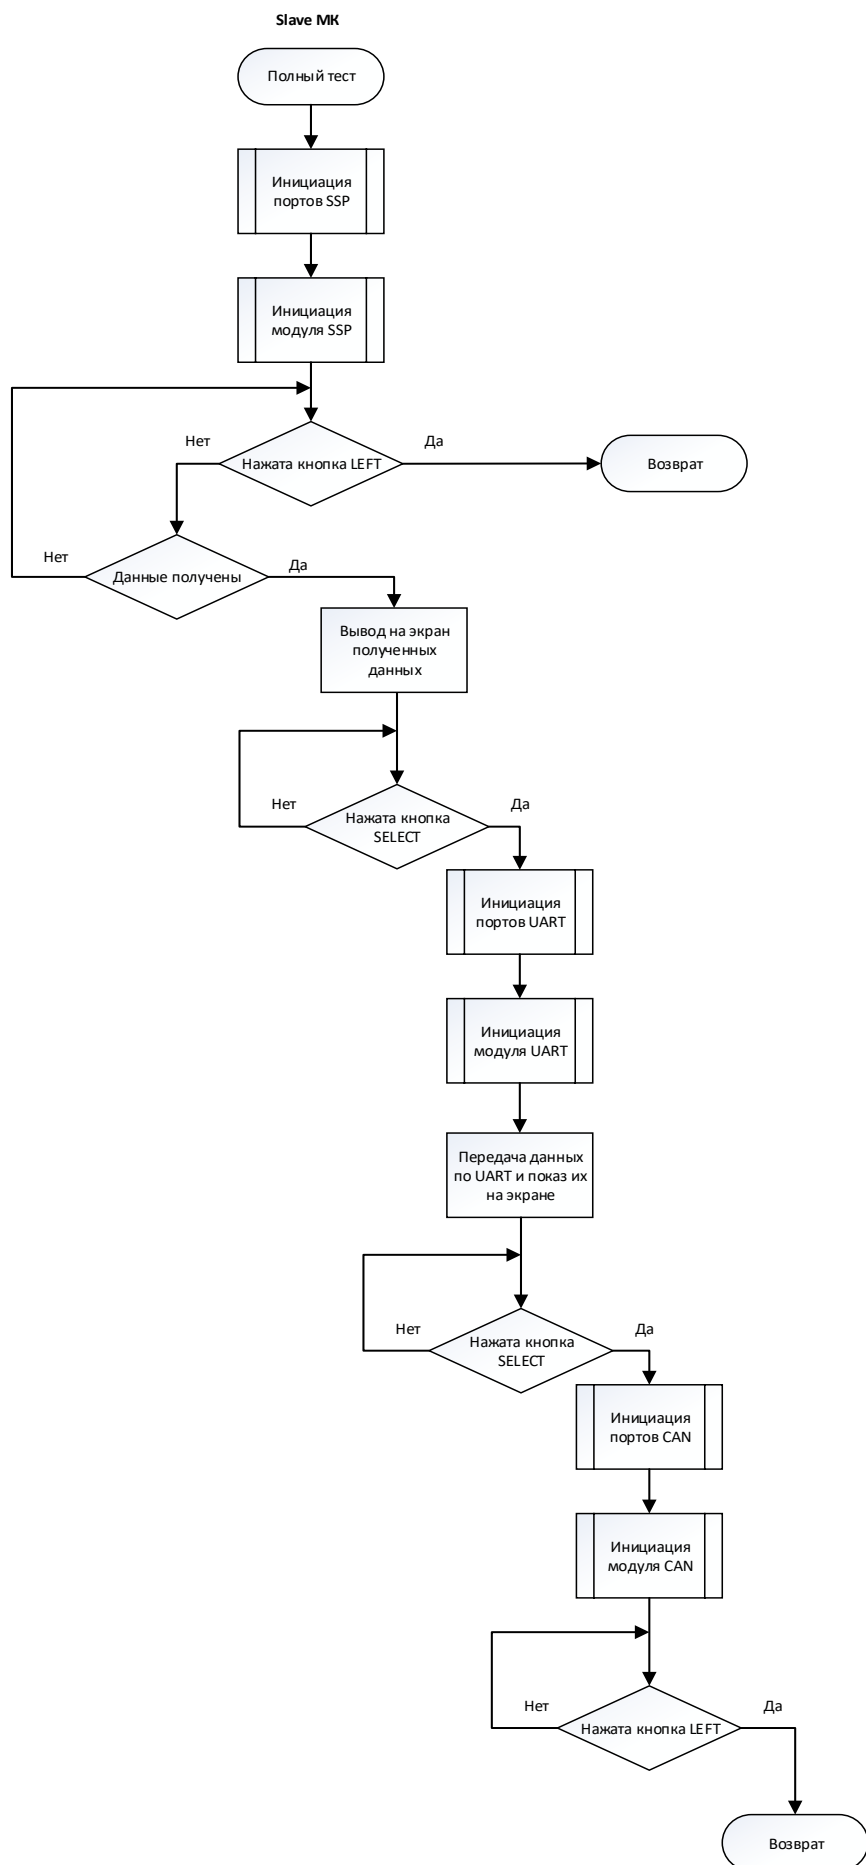 Slave МК
Полный тест
Инициация
портов SSP
Инициация
модуля SSP
Нет
Да
Нажата кнопка LEFT
Возврат
Нет
Да
Данные получены
Вывод на экран
полученных
данных
Нет
Да
Нажата кнопка
SELECT
Инициация
портов UART
Инициация
модуля UART
Передача данных
по UART и показ их
на экране
Нет
Да
Нажата кнопка
SELECT
Инициация
портов CAN
Инициация
модуля CAN
Нет
Да
Нажата кнопка LEFT
Возврат